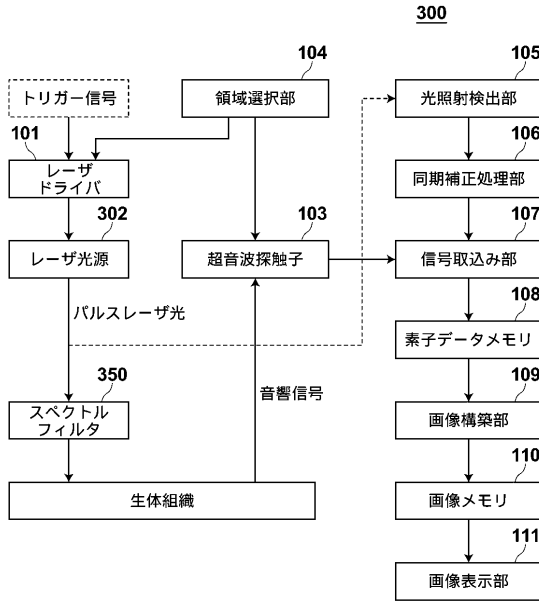 300
104
105
トリガー信号
領域選択部
光照射検出部
101
106
レーザ
ドライバ
同期補正処理部
302
103
107
レーザ光源
超音波探触子
信号取込み部
108
パルスレーザ光
素子データメモリ
350
109
音響信号
スペクトル
フィルタ
画像構築部
110
生体組織
画像メモリ
111
画像表示部